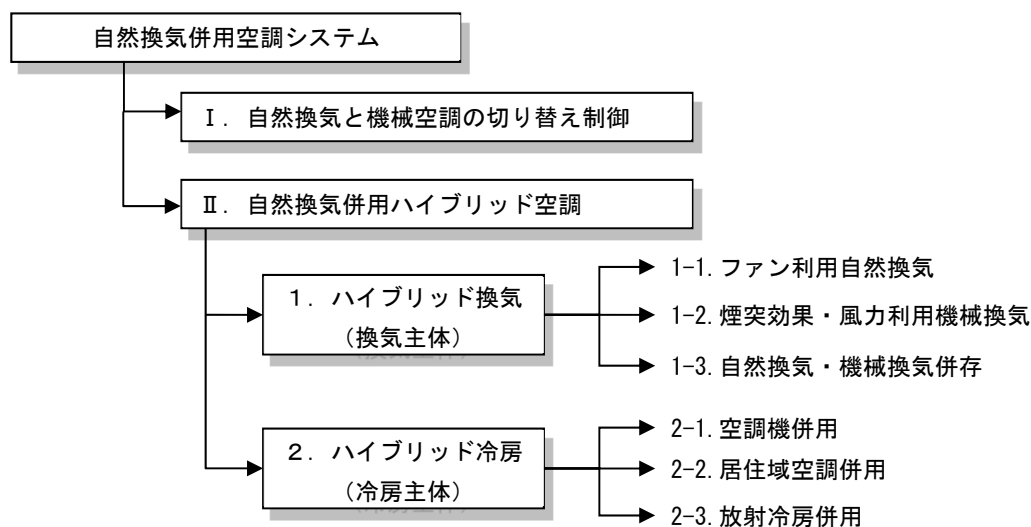 自然換気併用空調システム
Ⅰ．自然換気と機械空調の切り替え制御
Ⅱ．自然換気併用ハイブリッド空調
１．ハイブリッド換気
（換気主体）
1-1.ファン利用自然換気
1-2.煙突効果・風力利用機械換気
1-3.自然換気・機械換気併存
２．ハイブリッド冷房
（冷房主体）
2-1.空調機併用
2-2.居住域空調併用
2-3.放射冷房併用